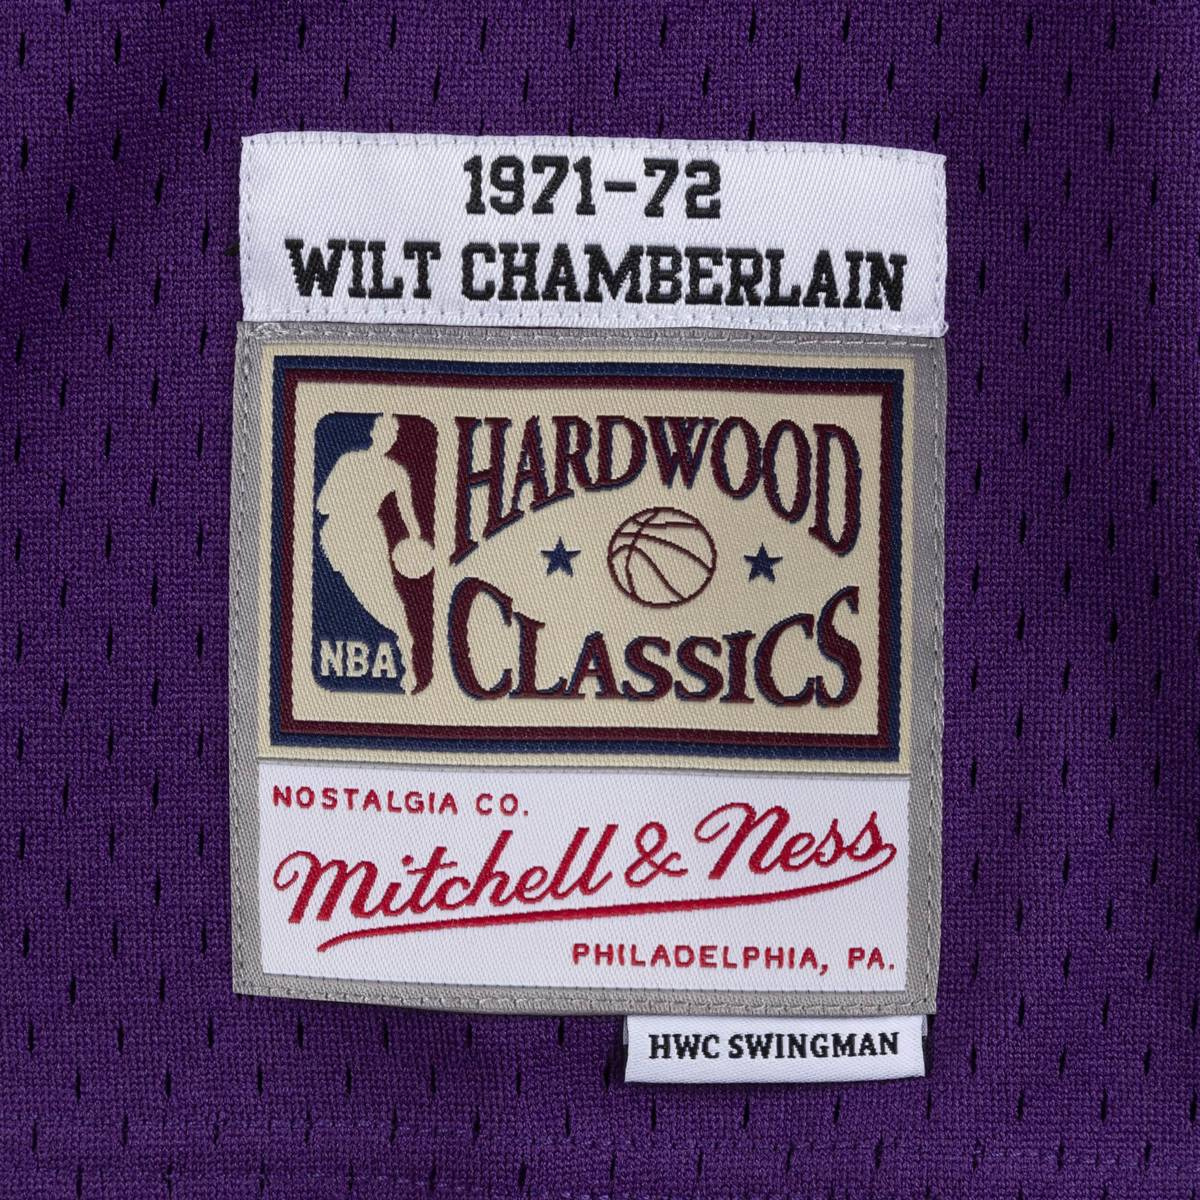 1971-72
WILT CHAMBERLAIN
HARDWOOD
CLASSICS
NBA
NOSTALGIA CO.
Mitchell & Ness
PHILADELPHIA, PA.
HWC SWINGMAN